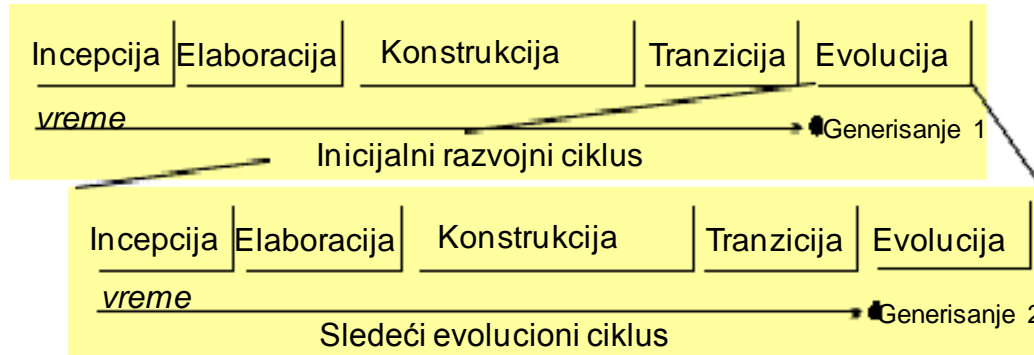 Incepcija Elaboracija Konstrukcija Tranzicija Evolucija
vreme
Generisanje 1
Inicijalni razvojni ciklus
Incepcija Elaboracija Konstrukcija Tranzicija Evolucija
vreme
Generisanje 2
Sledeći evolucioni ciklus